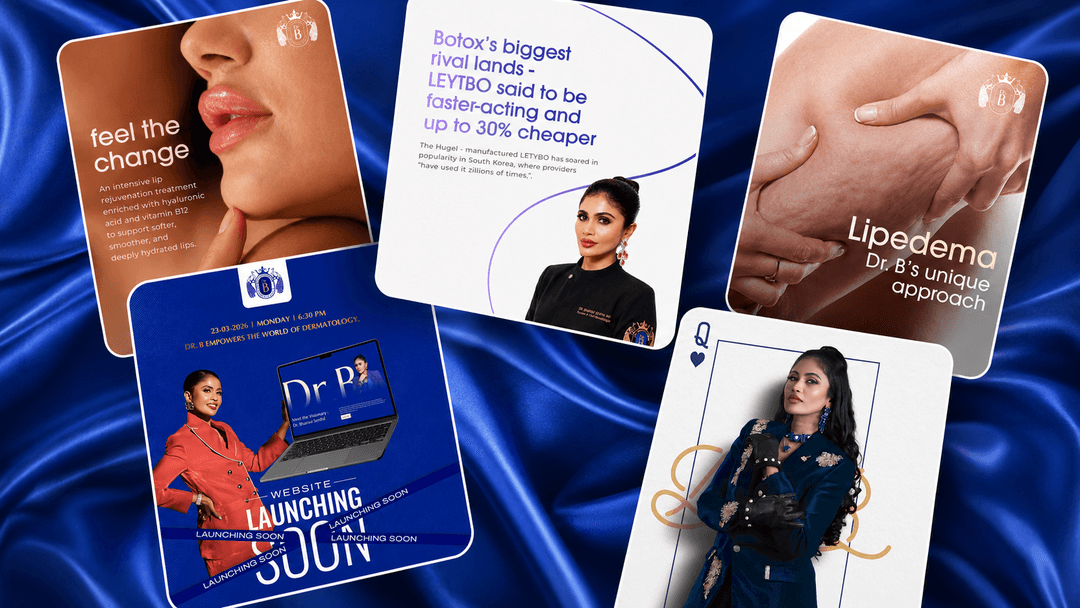 feel the
change
An intensive lip
rejuvenation treatment
enriched with hyaluronic
acid and vitamin B12
to support softer,
smoother, and
deeply hydrated lips.
B
Botox's biggest
rival lands -
LEYTBO said to be
faster-acting and
up to 30% cheaper
The Hugel - manufactured LETYBO has soared in
popularity in South Korea, where providers
"have used it zillions of times,".
B
Lipedema
Dr. B's unique
approach
B
23-03-2026 | MONDAY | 6:30 PM
DR. B EMPOWERS THE WORLD OF DERMATOLOGY.
Dr B
Meet the Visionary -
WEBSITE
LAUNCHING
SOON
LAUNCHING SOON
LAUNCHING SOON
LAUNCHING SOON
LAUNCHING SOON
Q